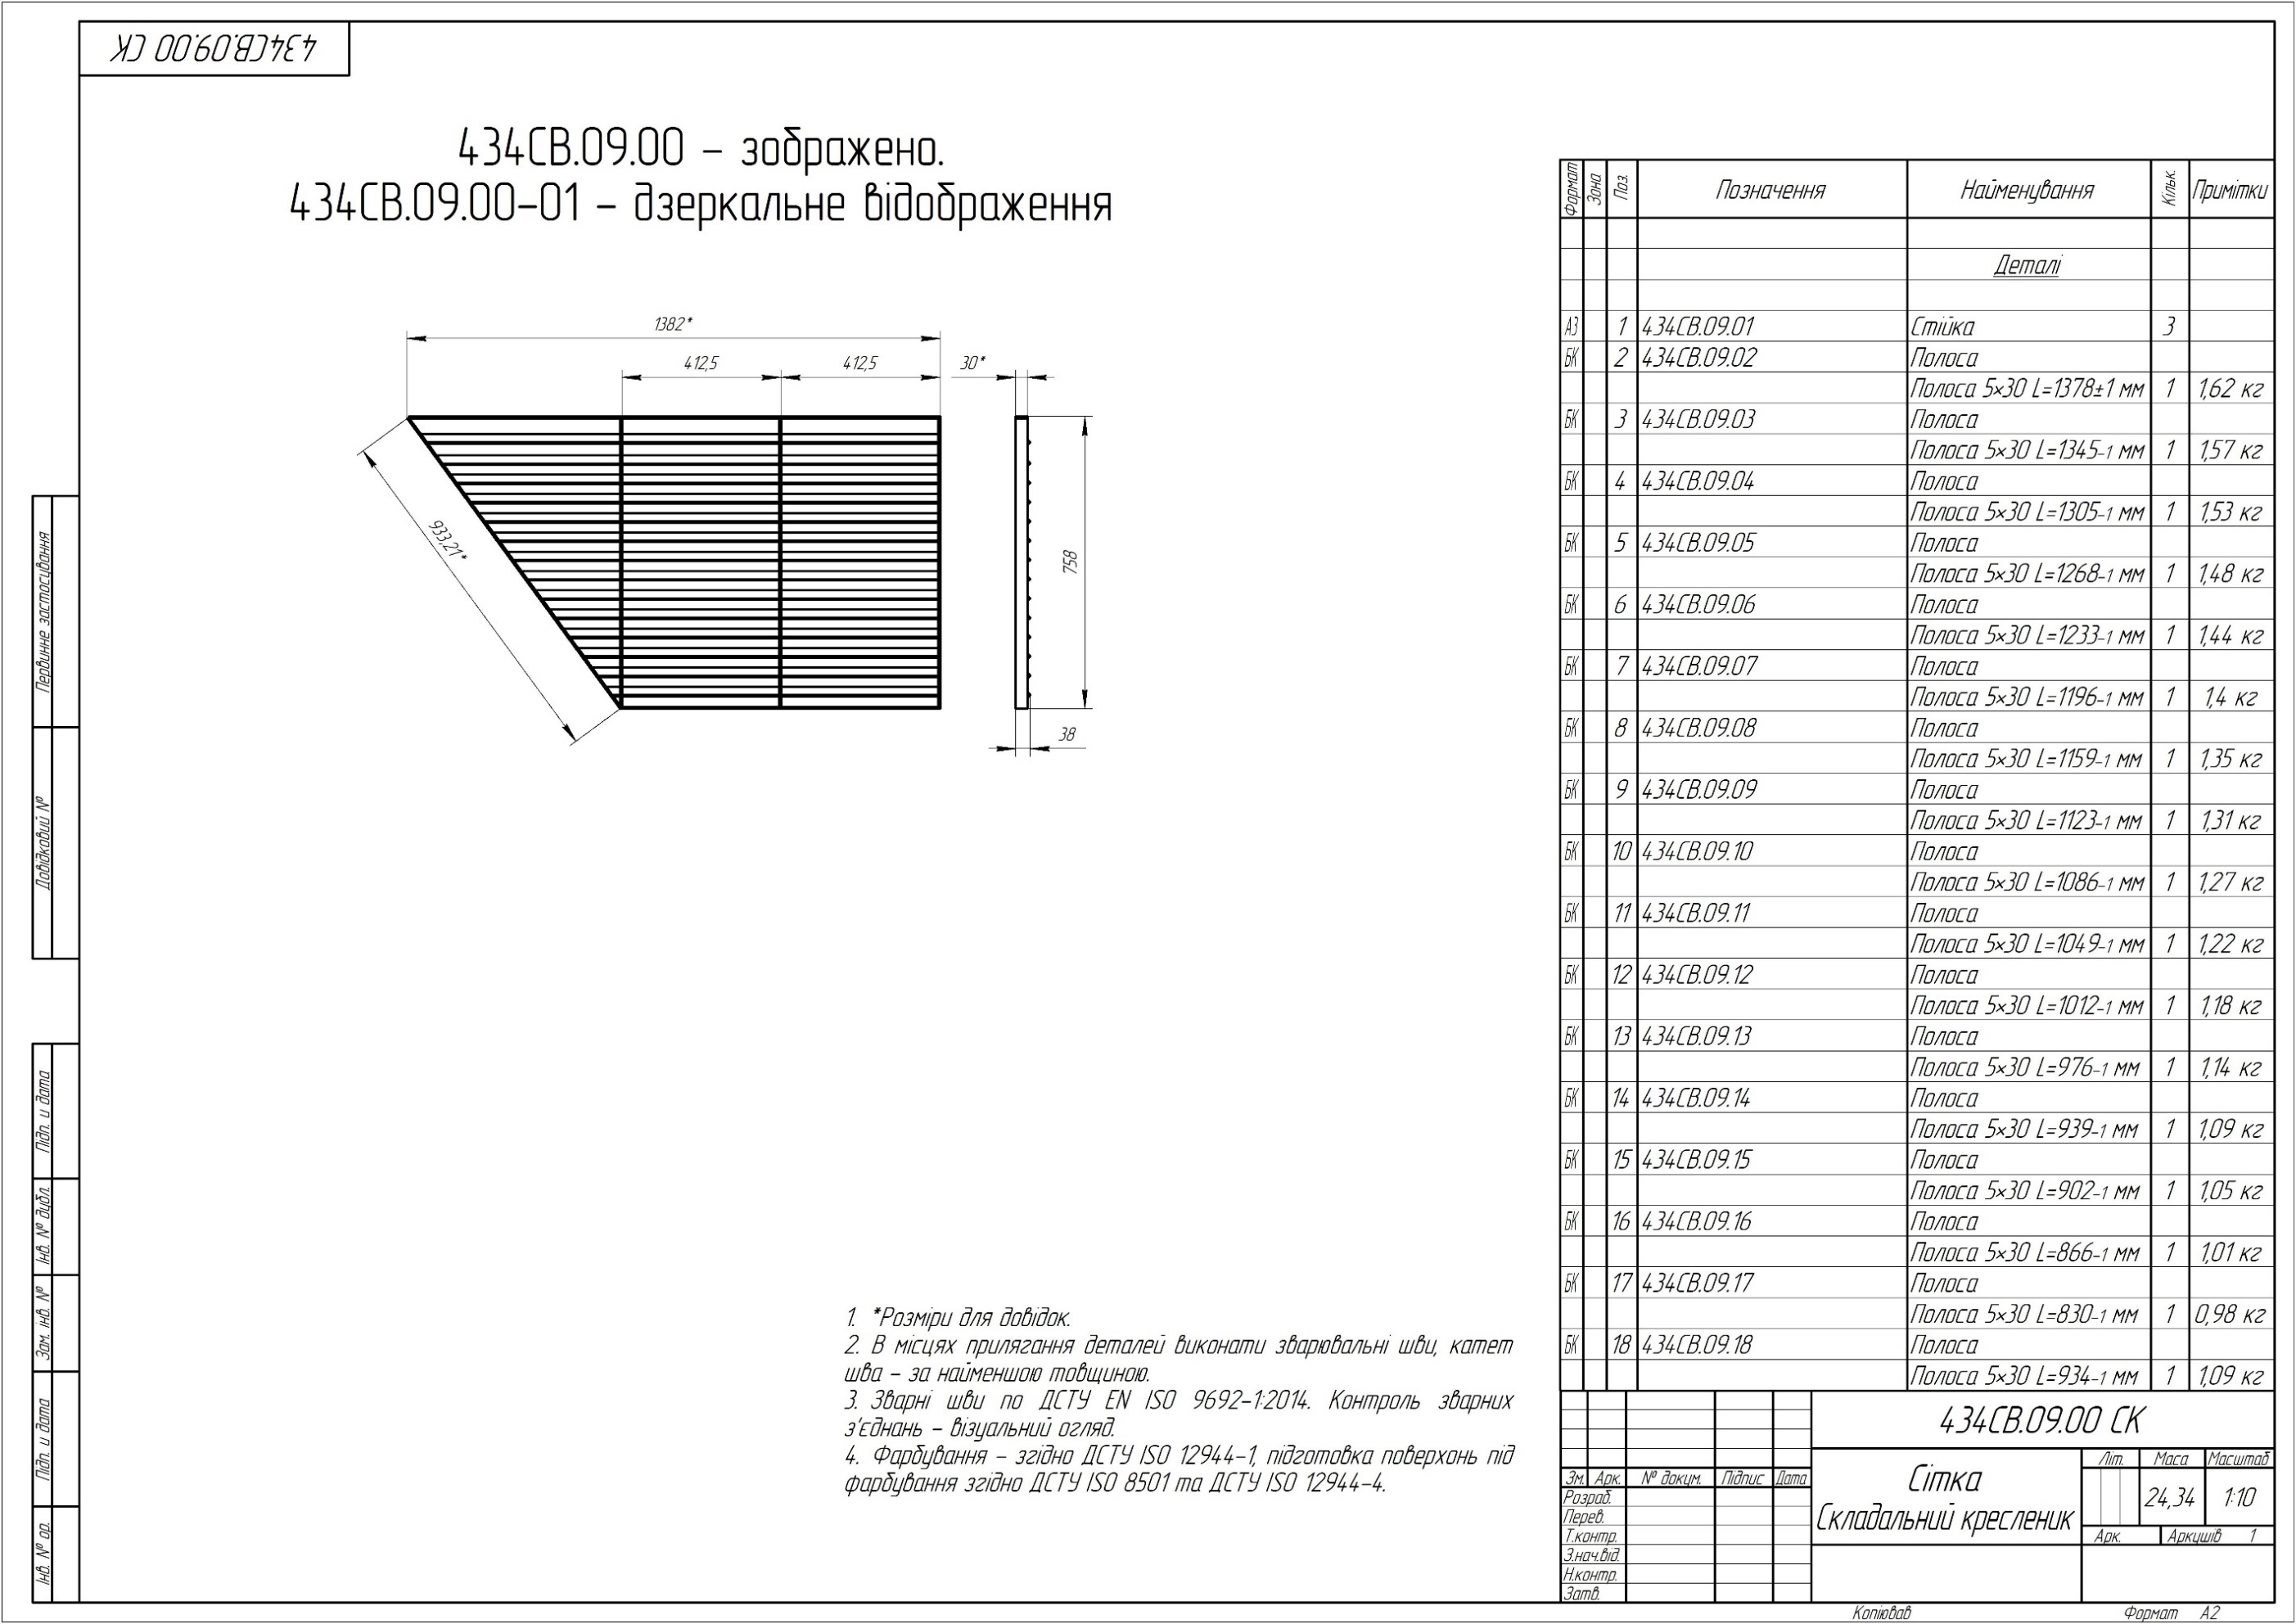 434СВ.09.00 СК
434СВ.09.00 – зображено.
434СВ.09.00-01 – дзеркальне відображення
1382*
412,5
412,5
30*
933,21*
758
38
Формат Зона Поз. Позначення Найменування Кільк. Примітки
Деталі
А3 1 434СВ.09.01 Стійка 3
БК 2 434СВ.09.02 Полоса
Полоса 5×30 L=1378±1 мм 1 1,62 кг
БК 3 434СВ.09.03 Полоса
Полоса 5×30 L=1345-1 мм 1 1,57 кг
БК 4 434СВ.09.04 Полоса
Полоса 5×30 L=1305-1 мм 1 1,53 кг
БК 5 434СВ.09.05 Полоса
Полоса 5×30 L=1268-1 мм 1 1,48 кг
БК 6 434СВ.09.06 Полоса
Полоса 5×30 L=1233-1 мм 1 1,44 кг
БК 7 434СВ.09.07 Полоса
Полоса 5×30 L=1196-1 мм 1 1,4 кг
БК 8 434СВ.09.08 Полоса
Полоса 5×30 L=1159-1 мм 1 1,35 кг
БК 9 434СВ.09.09 Полоса
Полоса 5×30 L=1123-1 мм 1 1,31 кг
БК 10 434СВ.09.10 Полоса
Полоса 5×30 L=1086-1 мм 1 1,27 кг
БК 11 434СВ.09.11 Полоса
Полоса 5×30 L=1049-1 мм 1 1,22 кг
БК 12 434СВ.09.12 Полоса
Полоса 5×30 L=1012-1 мм 1 1,18 кг
БК 13 434СВ.09.13 Полоса
Полоса 5×30 L=976-1 мм 1 1,14 кг
БК 14 434СВ.09.14 Полоса
Полоса 5×30 L=939-1 мм 1 1,09 кг
БК 15 434СВ.09.15 Полоса
Полоса 5×30 L=902-1 мм 1 1,05 кг
БК 16 434СВ.09.16 Полоса
Полоса 5×30 L=866-1 мм 1 1,01 кг
БК 17 434СВ.09.17 Полоса
Полоса 5×30 L=830-1 мм 1 0,98 кг
БК 18 434СВ.09.18 Полоса
Полоса 5×30 L=934-1 мм 1 1,09 кг
1. *Розміри для довідок.
2. В місцях прилягання деталей виконати зварювальні шви, катет
шва – за найменшою товщиною.
3. Зварні шви по ДСТУ EN ISO 9692-1:2014. Контроль зварних
з'єднань – візуальний огляд.
4. Фарбування – згідно ДСТУ ISO 12944-1, підготовка поверхонь під
фарбування згідно ДСТУ ISO 8501 та ДСТУ ISO 12944-4.
Первинне застосування
Довідковий №
Підп. и дата
Інв. № дубл.
Зам. інв. №
Підп. и дата
Інв. № ор.
434СВ.09.00 СК
Зм. Арк. № докум. Підпис Дата
Розраб.
Перев.
Т.контр.
З.нач.від.
Н.контр.
Затв.
Сітка
Складальний кресленик
Літ. Маса Масштаб
24,34 1:10
Арк. Аркушів 1
Копіював Формат А2